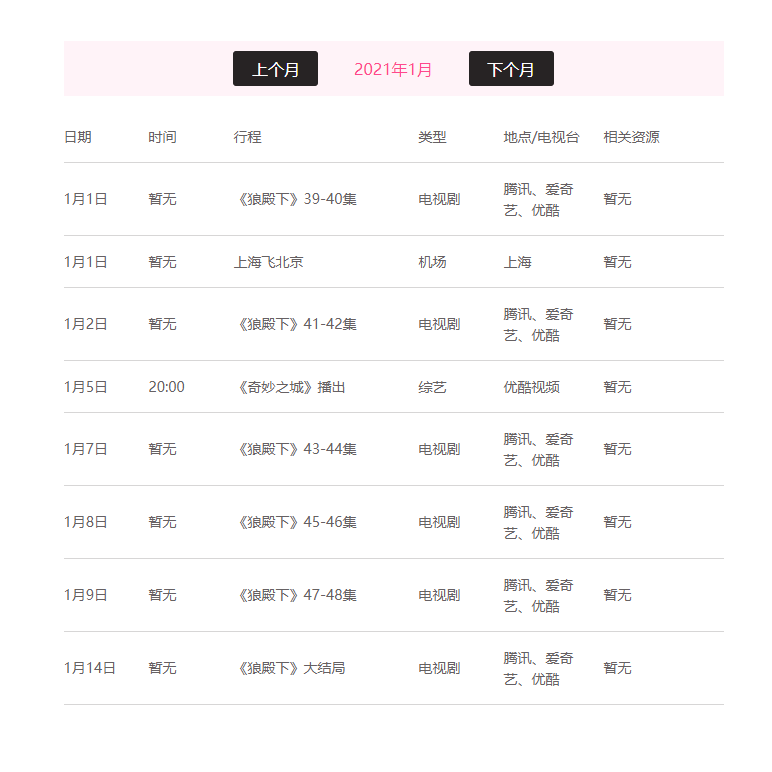 上个月 2021年1月 下个月
日期 时间 行程 类型 地点/电视台 相关资源
1月1日 暂无 《狼殿下》39-40集 电视剧 腾讯、爱奇 暂无
艺、优酷
1月1日 暂无 上海飞北京 机场 上海 暂无
1月2日 暂无 《狼殿下》41-42集 电视剧 腾讯、爱奇 暂无
艺、优酷
1月5日 20:00 《奇妙之城》播出 综艺 优酷视频 暂无
1月7日 暂无 《狼殿下》43-44集 电视剧 腾讯、爱奇 暂无
艺、优酷
1月8日 暂无 《狼殿下》45-46集 电视剧 腾讯、爱奇 暂无
艺、优酷
1月9日 暂无 《狼殿下》47-48集 电视剧 腾讯、爱奇 暂无
艺、优酷
1月14日 暂无 《狼殿下》大结局 电视剧 腾讯、爱奇 暂无
艺、优酷